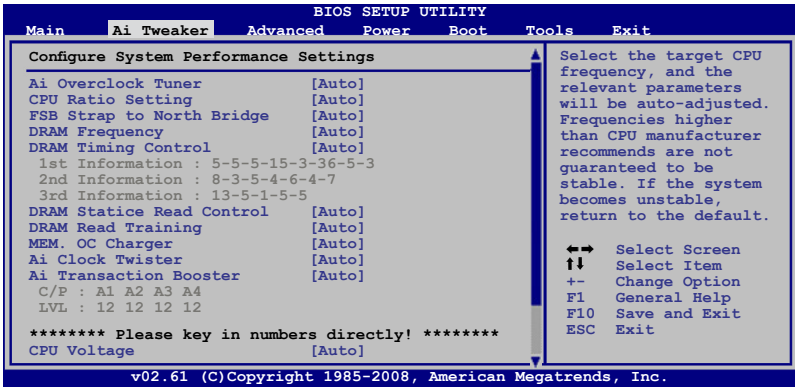 BIOS SETUP UTILITY
Main Ai Tweaker Advanced Power Boot Tools Exit
Configure System Performance Settings
Ai Overclock Tuner [Auto]
CPU Ratio Setting [Auto]
FSB Strap to North Bridge [Auto]
DRAM Frequency [Auto]
DRAM Timing Control [Auto]
1st Information : 5-5-5-15-3-36-5-3
2nd Information : 8-3-5-4-6-4-7
3rd Information : 13-5-1-5-5
DRAM Statice Read Control [Auto]
DRAM Read Training [Auto]
MEM. OC Charger [Auto]
Ai Clock Twister [Auto]
Ai Transaction Booster [Auto]
C/P : A1 A2 A3 A4
LVL : 12 12 12 12
******** Please key in numbers directly! ********
CPU Voltage [Auto]
Select the target CPU
frequency, and the
relevant parameters
will be auto-adjusted.
Frequencies higher
than CPU manufacturer
recommends are not
guaranteed to be
stable. If the system
becomes unstable,
return to the default.
←→ Select Screen
↑↓ Select Item
+- Change Option
F1 General Help
F10 Save and Exit
ESC Exit
v02.61 (C)Copyright 1985-2008, American Megatrends, Inc.